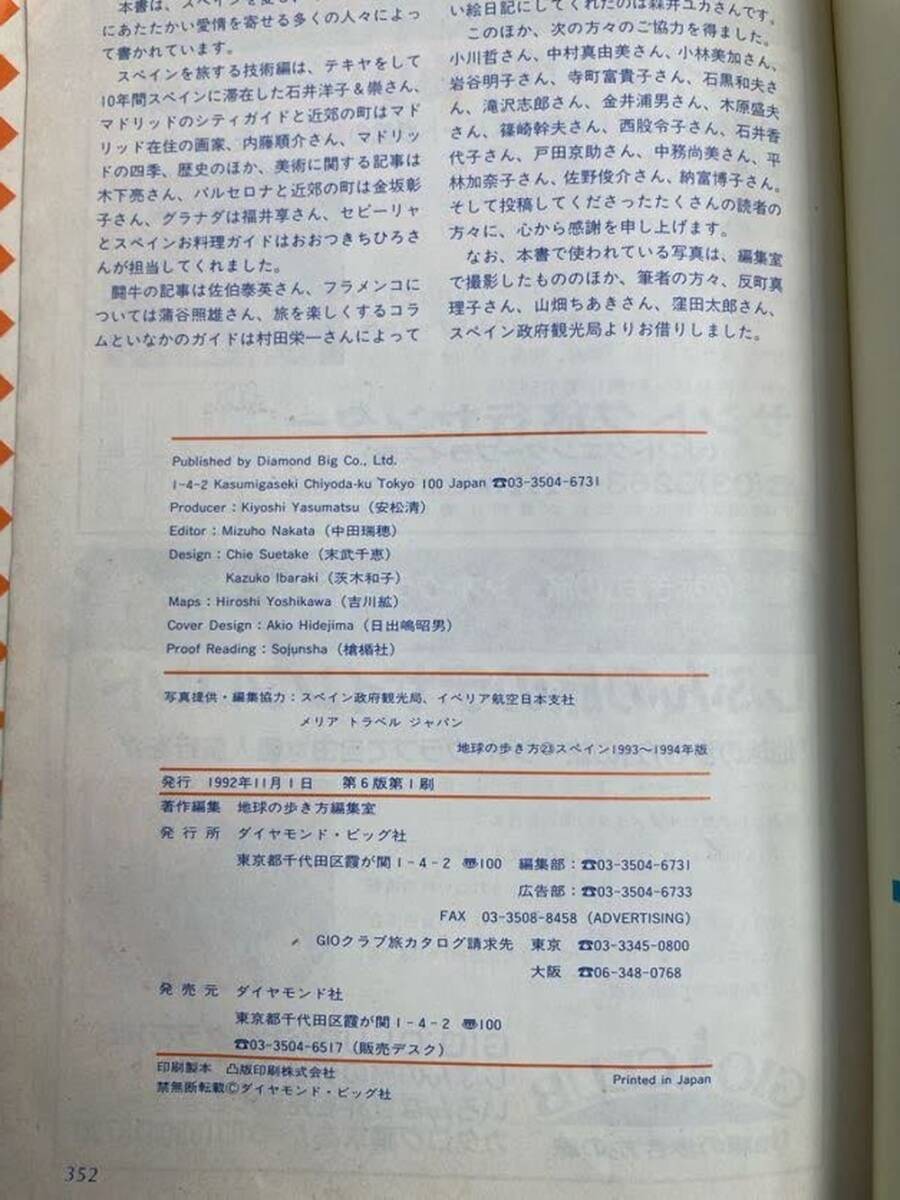 本書は、スペインを愛し、
にあたたかい愛情を寄せる多くの人々によっ
て書かれています。
スペインを旅する技術編は、テキヤをして
10年間スペインに滞在した石井洋子&崇さん、
マドリッドのシティガイドと近郊の町はマド
リッド在住の画家、内藤順介さん、マドリッ
ドの四季、歴史のほか、美術に関する記事は
木下亮さん、バルセロナと近郊の町は金坂彰
子さん、グラナダは福井享さん、セビーリャ
とスペインお料理ガイドはおおつきちひろさ
んが担当してくれました。
闘牛の記事は佐伯泰英さん、フラメンコに
ついては蒲谷照雄さん、旅を楽しくするコラ
ムといなかのガイドは村田栄一さんによって
い絵日記にしてくれたのは森井ユカさんです。
このほか、次の方々のご協力を得ました。
小川哲さん、中村真由美さん、小林美加さん、
岩谷明子さん、寺町富貴子さん、石黒和夫さ
ん、滝沢志郎さん、金井浦男さん、木原盛夫
さん、篠崎幹夫さん、西股令子さん、石井香
代子さん、戸田京助さん、中務尚美さん、平
林加奈子さん、佐野俊介さん、納富博子さん。
そして投稿してくださったたくさんの読者の
方々に、心から感謝を申し上げます。
なお、本書で使われている写真は、編集室
で撮影したもののほか、筆者の方々、反町真
理子さん、山畑ちあきさん、窪田太郎さん、
スペイン政府観光局よりお借りしました。
Published by Diamond Big Co., Ltd.
1-4-2 Kasumigaseki Chiyoda-ku Tokyo 100 Japan ☎03-3504-6731
Producer : Kiyoshi Yasumatsu (安松清)
Editor : Mizuho Nakata (中田瑞穂)
Design : Chie Suetake (末武千恵)
Kazuko Ibaraki (茨木和子)
Maps : Hiroshi Yoshikawa (吉川紘)
Cover Design : Akio Hidejima (日出嶋昭男)
Proof Reading : Sojunsha (槍楯社)
写真提供・編集協力：スペイン政府観光局、イベリア航空日本支社
メリア トラベル ジャパン
地球の歩き方㉓スペイン1993〜1994年版
発行 1992年11月1日 第6版第1刷
著作編集 地球の歩き方編集室
発行所 ダイヤモンド・ビッグ社
東京都千代田区霞が関1-4-2 〠100 編集部：☎03-3504-6731
広告部：☎03-3504-6733
FAX 03-3508-8458 (ADVERTISING)
GIOクラブ旅カタログ請求先 東京 ☎03-3345-0800
大阪 ☎06-348-0768
発売元 ダイヤモンド社
東京都千代田区霞が関1-4-2 〠100
☎03-3504-6517 (販売デスク)
印刷製本 凸版印刷株式会社
禁無断転載©ダイヤモンド・ビッグ社
Printed in Japan
352